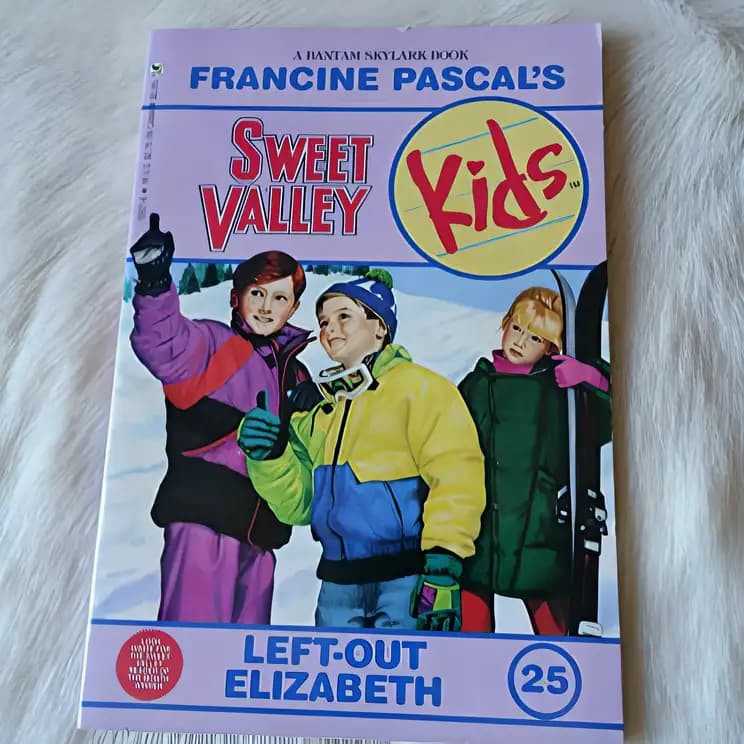 A BANTAM SKYLARK BOOK
FRANCINE PASCAL'S
SWEET
VALLEY
Kids
LEFT-OUT
ELIZABETH
25